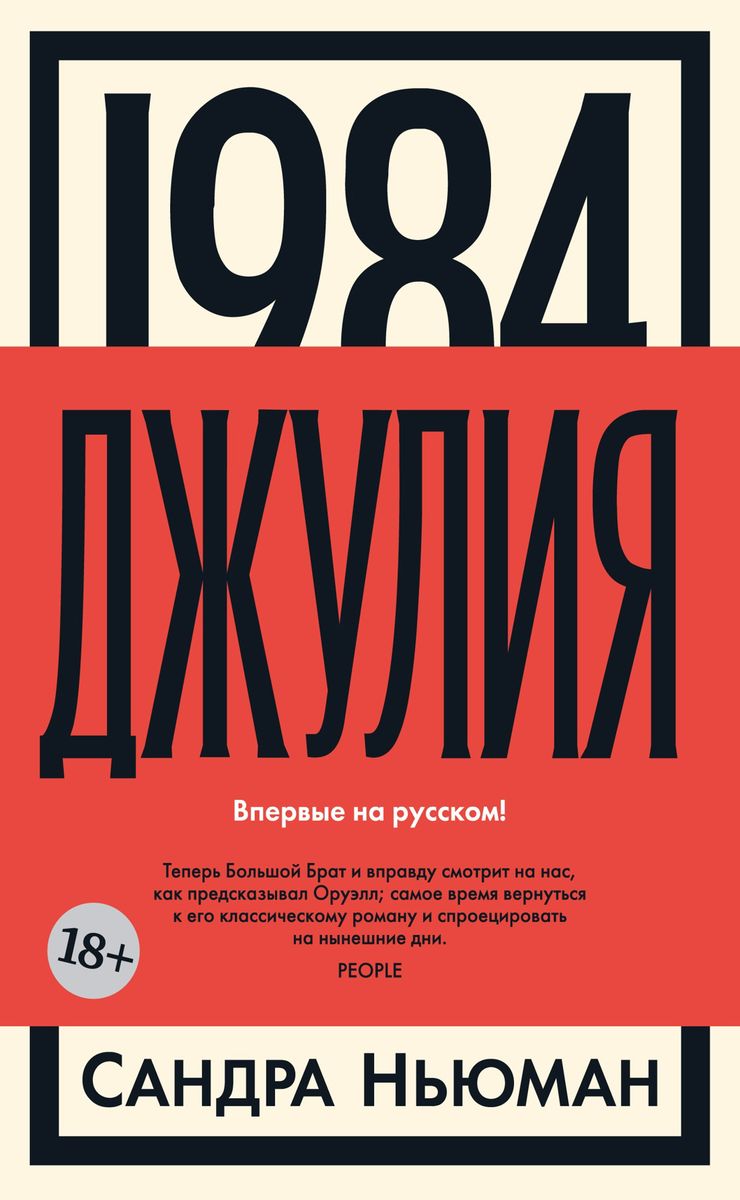 1984
ДЖУЛИЯ
Впервые на русском!
Теперь Большой Брат и вправду смотрит на нас,
как предсказывал Оруэлл; самое время вернуться
к его классическому роману и спроецировать
на нынешние дни.
PEOPLE
18+
САНДРА НЬЮМАН